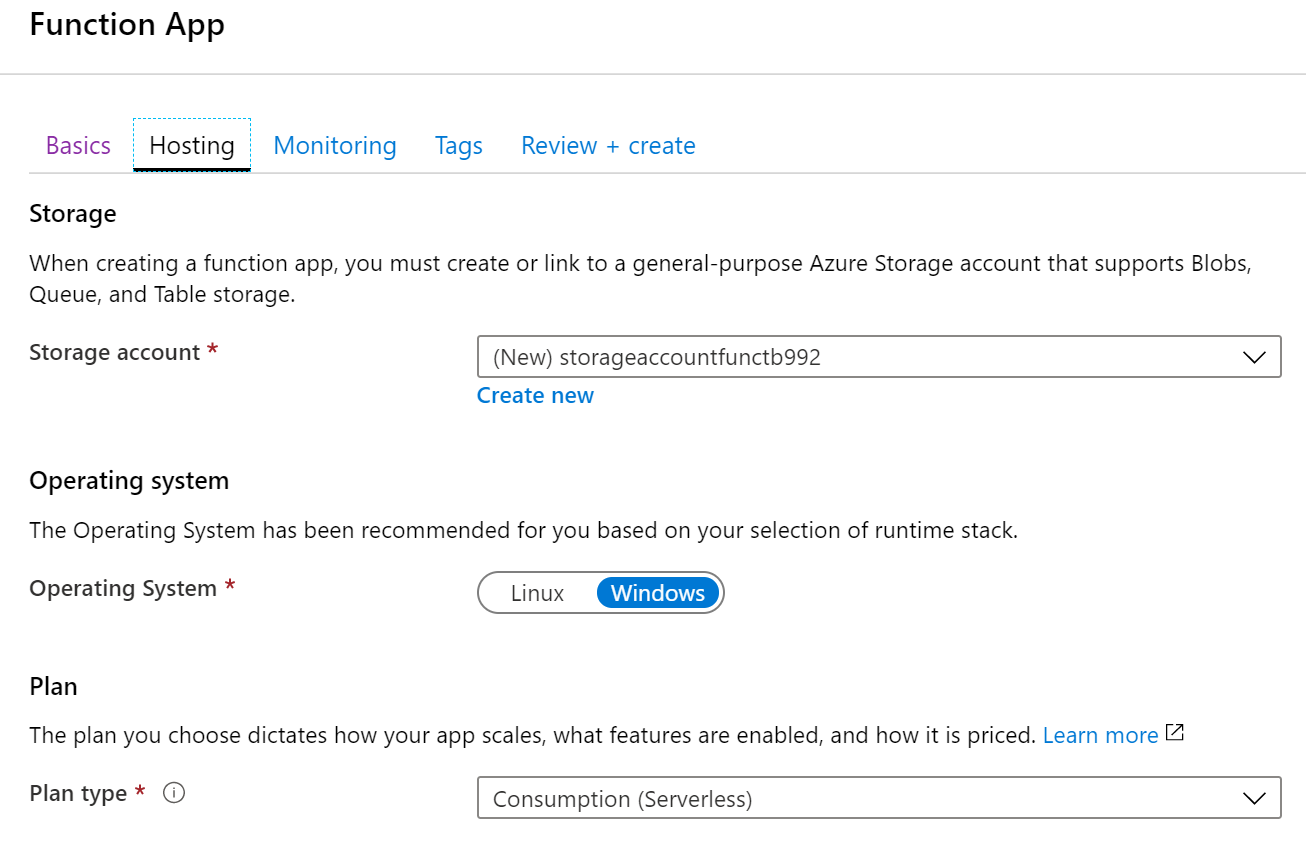 Function App
Basics Hosting Monitoring Tags Review + create
Storage
When creating a function app, you must create or link to a general-purpose Azure Storage account that supports Blobs,
Queue, and Table storage.
Storage account * (New) storageaccountfunctb992
Create new
Operating system
The Operating System has been recommended for you based on your selection of runtime stack.
Operating System * Linux Windows
Plan
The plan you choose dictates how your app scales, what features are enabled, and how it is priced. Learn more
Plan type * Consumption (Serverless)